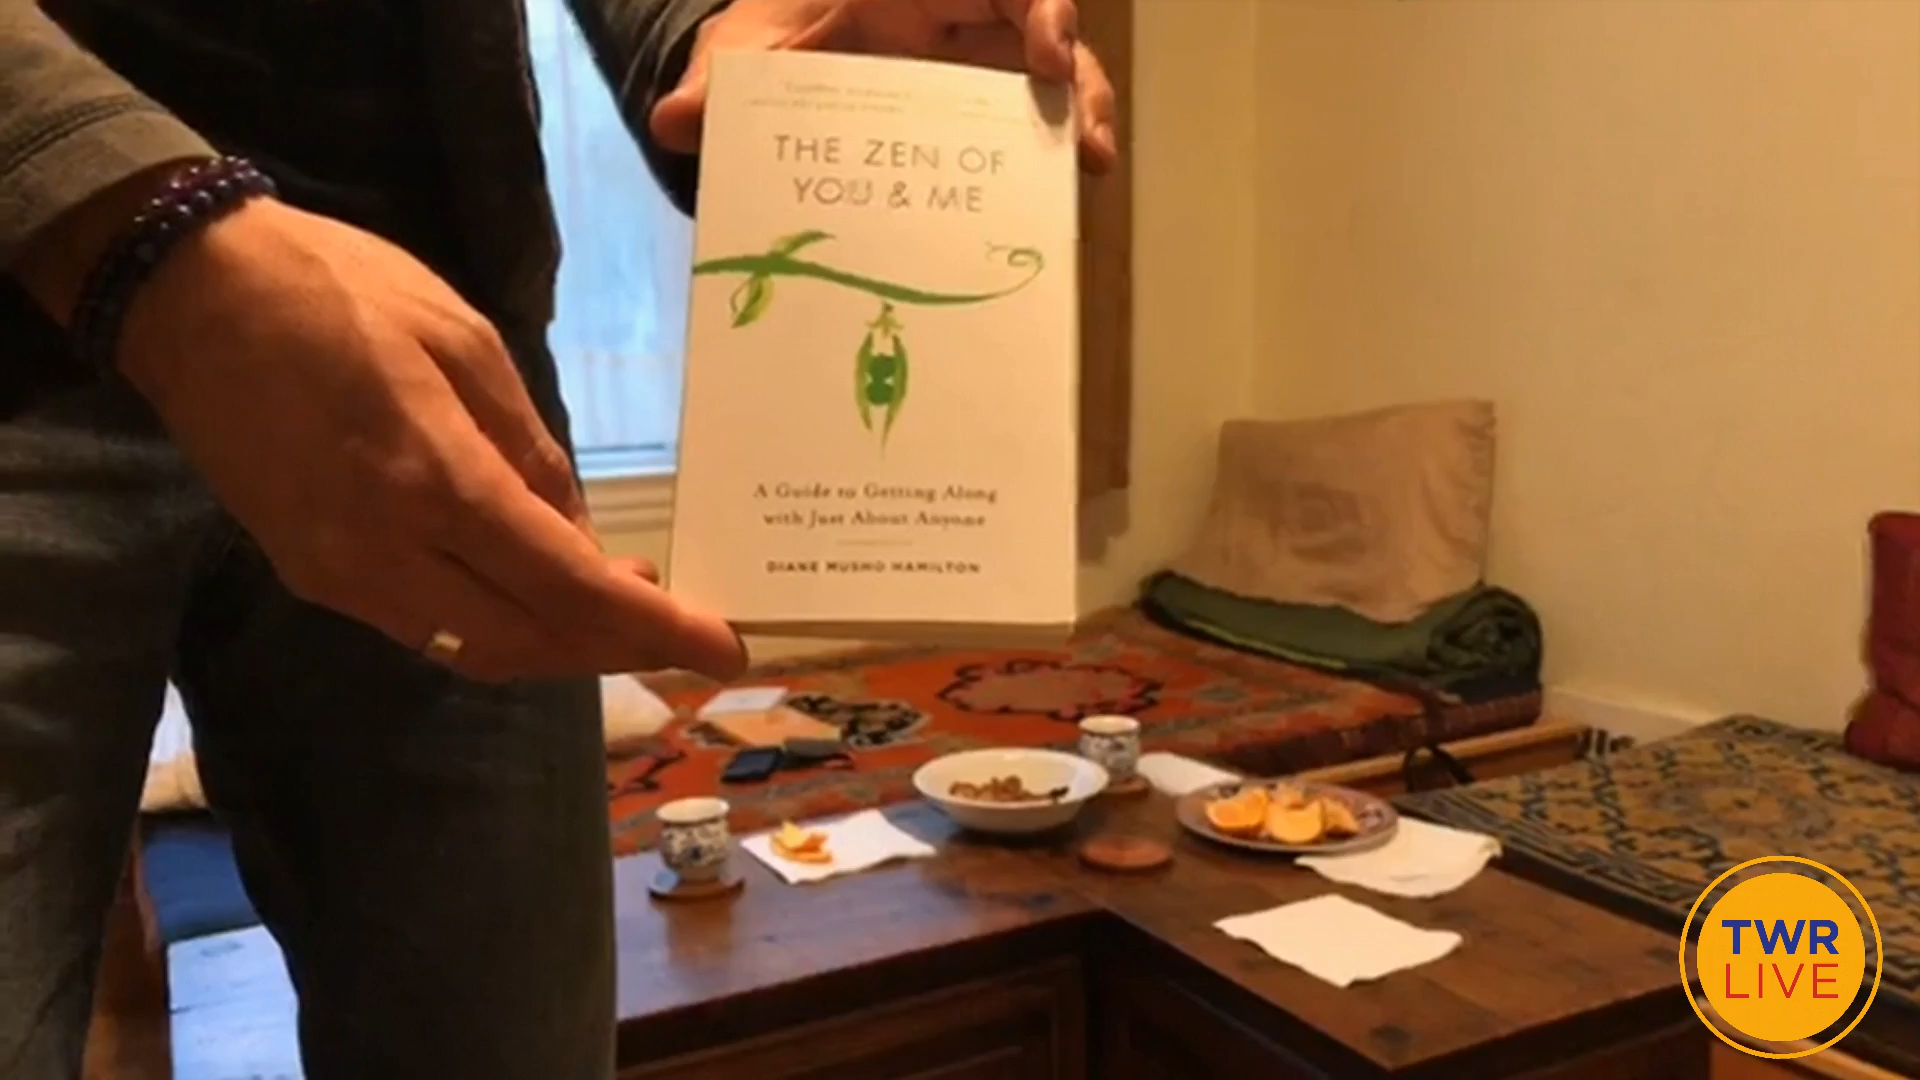 THE ZEN OF
YOU & ME
A Guide to Getting Along
with Just About Anyone
DIANE MUSHO HAMILTON
TWR
LIVE